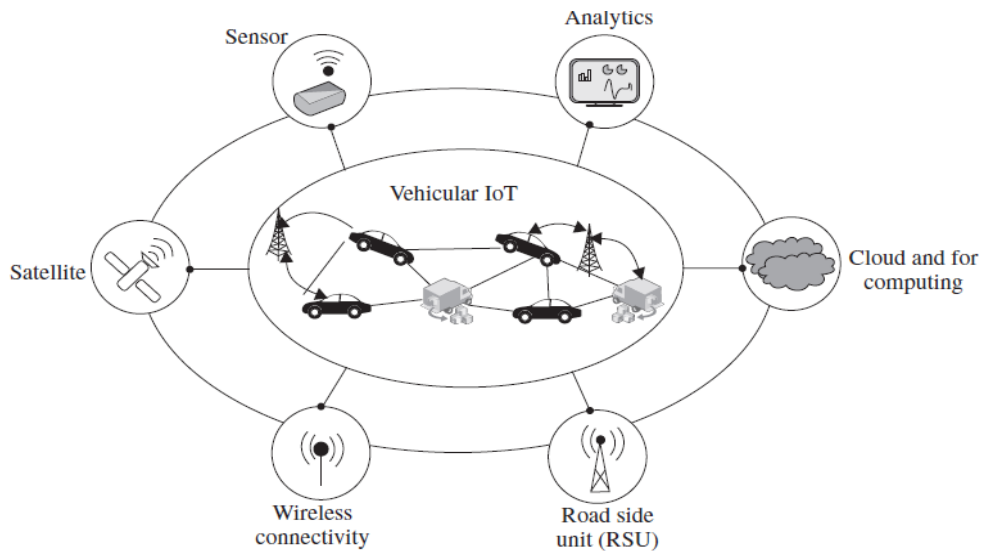 Analytics
Sensor
Vehicular IoT
Satellite
Cloud and for
computing
Wireless
connectivity
Road side
unit (RSU)